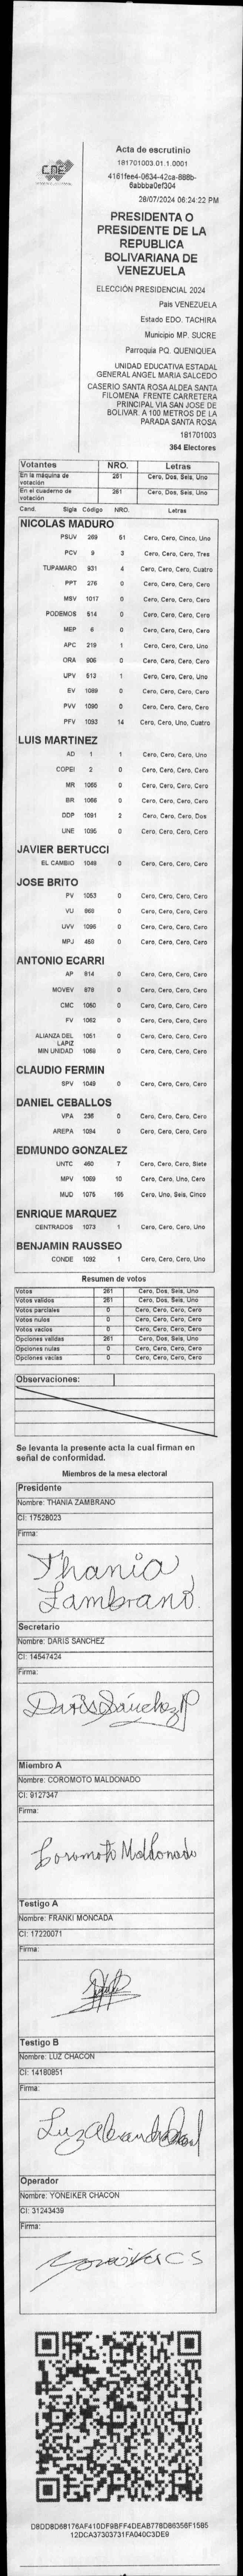 CNE
Acta de escrutinio
181701003.01.1.0001
4161fee4-0634-42ca-888b-
6abbba0ef304
28/07/2024 06:24:22 PM
PRESIDENTA O
PRESIDENTE DE LA
REPUBLICA
BOLIVARIANA DE
VENEZUELA
ELECCIÓN PRESIDENCIAL 2024
País VENEZUELA
Estado EDO. TACHIRA
Municipio MP. SUCRE
Parroquia PQ. QUENIQUEA
UNIDAD EDUCATIVA ESTADAL
GENERAL ANGEL MARIA SALCEDO
CASERIO SANTA ROSA ALDEA SANTA
FILOMENA FRENTE CARRETERA
PRINCIPAL VIA SAN JOSE DE
BOLIVAR. A 100 METROS DE LA
PARADA SANTA ROSA
181701003
364 Electores
Votantes NRO. Letras
En la máquina de votación 261 Cero, Dos, Seis, Uno
En el cuaderno de votación 261 Cero, Dos, Seis, Uno
Cand. Sigla Código NRO. Letras
NICOLAS MADURO
PSUV 269 51 Cero, Cero, Cinco, Uno
PCV 9 3 Cero, Cero, Cero, Tres
TUPAMARO 931 4 Cero, Cero, Cero, Cuatro
PPT 276 0 Cero, Cero, Cero, Cero
MSV 1017 0 Cero, Cero, Cero, Cero
PODEMOS 514 0 Cero, Cero, Cero, Cero
MEP 6 0 Cero, Cero, Cero, Cero
APC 219 1 Cero, Cero, Cero, Uno
ORA 906 0 Cero, Cero, Cero, Cero
UPV 513 1 Cero, Cero, Cero, Uno
EV 1089 0 Cero, Cero, Cero, Cero
PVV 1090 0 Cero, Cero, Cero, Cero
PFV 1093 14 Cero, Cero, Uno, Cuatro
LUIS MARTINEZ
AD 1 1 Cero, Cero, Cero, Uno
COPEI 2 0 Cero, Cero, Cero, Cero
MR 1065 0 Cero, Cero, Cero, Cero
BR 1066 0 Cero, Cero, Cero, Cero
DDP 1091 2 Cero, Cero, Cero, Dos
UNE 1095 0 Cero, Cero, Cero, Cero
JAVIER BERTUCCI
EL CAMBIO 1048 0 Cero, Cero, Cero, Cero
JOSE BRITO
PV 1053 0 Cero, Cero, Cero, Cero
VU 868 0 Cero, Cero, Cero, Cero
UVV 1096 0 Cero, Cero, Cero, Cero
MPJ 468 0 Cero, Cero, Cero, Cero
ANTONIO ECARRI
AP 814 0 Cero, Cero, Cero, Cero
MOVEV 878 0 Cero, Cero, Cero, Cero
CMC 1050 0 Cero, Cero, Cero, Cero
FV 1062 0 Cero, Cero, Cero, Cero
ALIANZA DEL LAPIZ 1051 0 Cero, Cero, Cero, Cero
MIN UNIDAD 1069 0 Cero, Cero, Cero, Cero
CLAUDIO FERMIN
SPV 1049 0 Cero, Cero, Cero, Cero
DANIEL CEBALLOS
VPA 236 0 Cero, Cero, Cero, Cero
AREPA 1094 0 Cero, Cero, Cero, Cero
EDMUNDO GONZALEZ
UNTC 460 7 Cero, Cero, Cero, Siete
MPV 1069 10 Cero, Cero, Uno, Cero
MUD 1075 165 Cero, Uno, Seis, Cinco
ENRIQUE MARQUEZ
CENTRADOS 1073 1 Cero, Cero, Cero, Uno
BENJAMIN RAUSSEO
CONDE 1092 1 Cero, Cero, Cero, Uno
Resumen de votos
Votos 261 Cero, Dos, Seis, Uno
Votos válidos 261 Cero, Dos, Seis, Uno
Votos parciales 0 Cero, Cero, Cero, Cero
Votos nulos 0 Cero, Cero, Cero, Cero
Votos vacíos 0 Cero, Cero, Cero, Cero
Opciones válidas 261 Cero, Dos, Seis, Uno
Opciones nulas 0 Cero, Cero, Cero, Cero
Opciones vacías 0 Cero, Cero, Cero, Cero
Observaciones:
Se levanta la presente acta la cual firman en
señal de conformidad.
Miembros de la mesa electoral
Presidente
Nombre: THANIA ZAMBRANO
CI: 17528023
Firma:
Thania
Zambrano.
Secretario
Nombre: DARIS SANCHEZ
CI: 14547424
Firma:
Daris Sánchez
Miembro A
Nombre: COROMOTO MALDONADO
CI: 9127347
Firma:
Coromoto Maldonado
Testigo A
Nombre: FRANKI MONCADA
CI: 17220071
Firma:
Testigo B
Nombre: LUZ CHACON
CI: 14180851
Firma:
Operador
Nombre: YONEIKER CHACON
CI: 31243439
Firma:
D8DD8D68176AF410DF9BFF4DEAB778D86356F1585
12DCA37303731FA040C3DE9